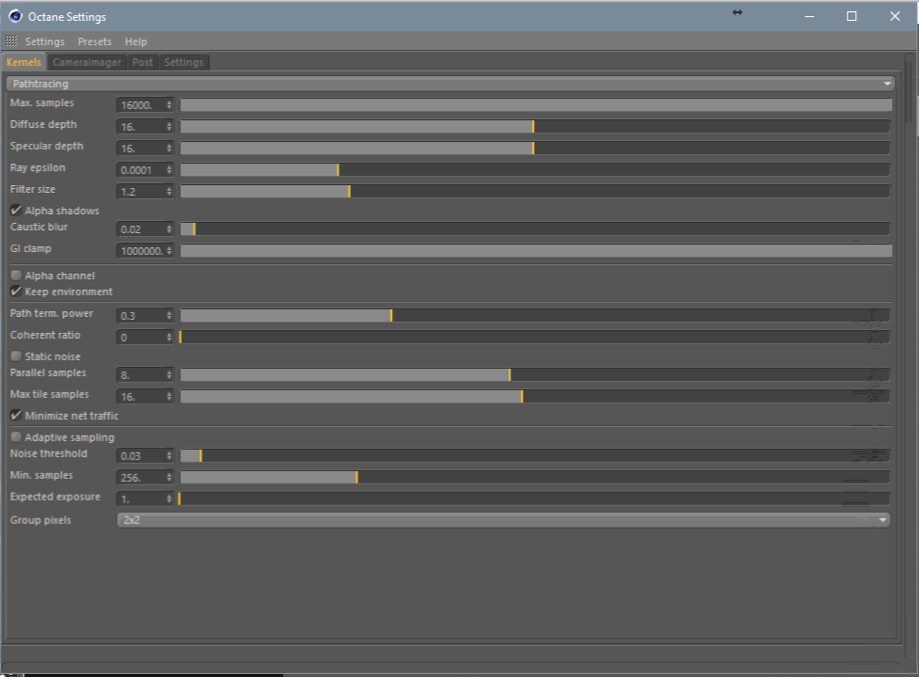 Octane Settings
Settings Presets Help
Kernels CameraImager Post Settings
Pathtracing
Max. samples 16000.
Diffuse depth 16.
Specular depth 16.
Ray epsilon 0.0001
Filter size 1.2
Alpha shadows
Caustic blur 0.02
GI clamp 1000000.
Alpha channel
Keep environment
Path term. power 0.3
Coherent ratio 0
Static noise
Parallel samples 8.
Max tile samples 16.
Minimize net traffic
Adaptive sampling
Noise threshold 0.03
Min. samples 256.
Expected exposure 1.
Group pixels 2x2